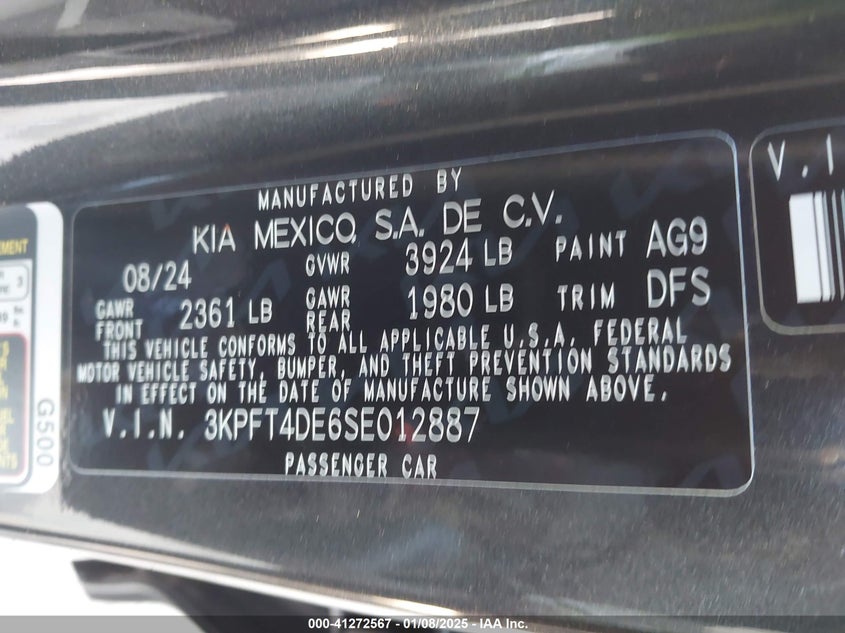 MANUFACTURED BY
KIA MEXICO, S.A. DE C.V.
08/24 GVWR 3924 LB PAINT AG9
GAWR FRONT 2361 LB GAWR REAR 1980 LB TRIM DFS
THIS VEHICLE CONFORMS TO ALL APPLICABLE U.S.A. FEDERAL
MOTOR VEHICLE SAFETY, BUMPER, AND THEFT PREVENTION STANDARDS
IN EFFECT ON THE DATE OF MANUFACTURE SHOWN ABOVE.
V.I.N. 3KPFT4DE6SE012887
PASSENGER CAR
G500
V.I
000-41272567 - 01/08/2025 - IAA Inc.